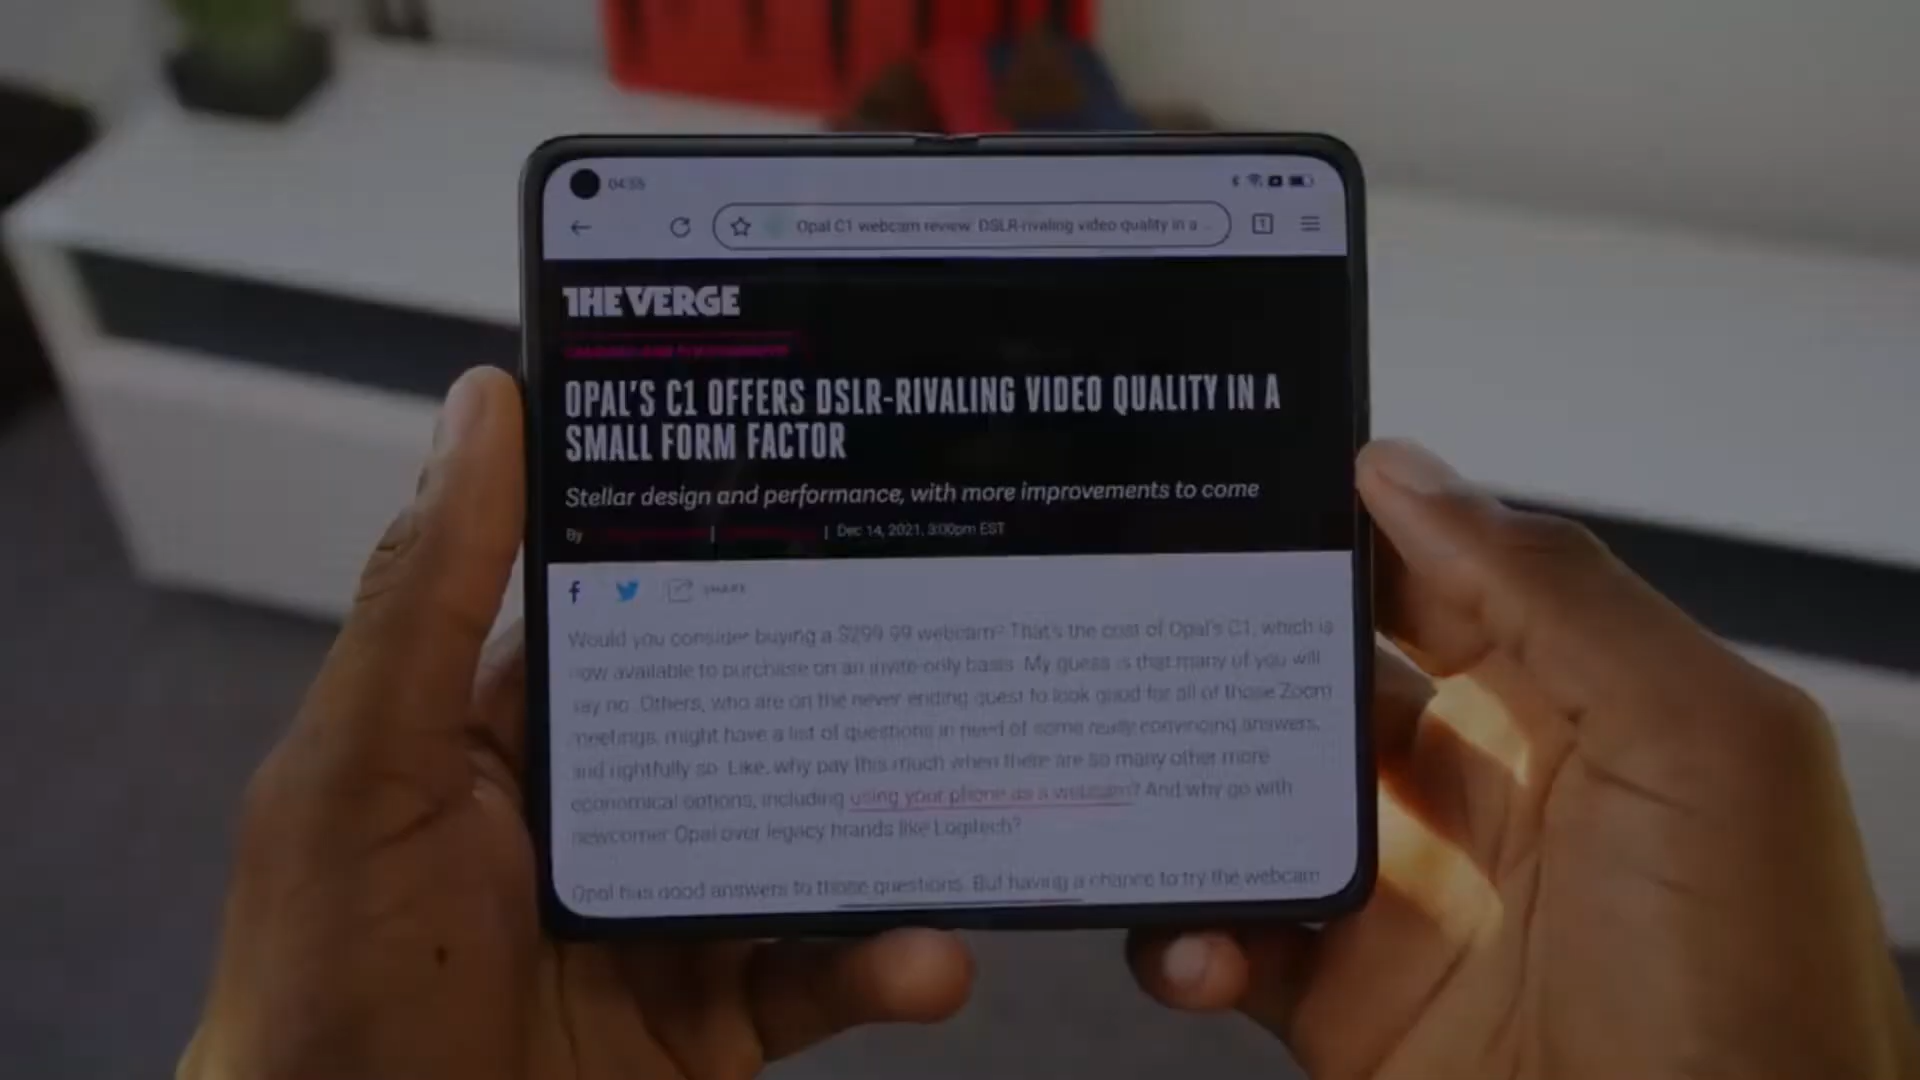 04:55
Opal C1 webcam review: DSLR-rivaling video quality in a ...
1
THE VERGE
OPAL'S C1 OFFERS DSLR-RIVALING VIDEO QUALITY IN A
SMALL FORM FACTOR
Stellar design and performance, with more improvements to come
By | | Dec 14, 2021, 3:00pm EST
SHARE
Would you consider buying a $299.99 webcam? That's the cost of Opal's C1, which is
now available to purchase on an invite-only basis. My guess is that many of you will
say no. Others, who are on the never ending quest to look good for all of those Zoom
meetings, might have a list of questions in need of some really convincing answers,
and rightfully so. Like, why pay this much when there are so many other more
economical options, including using your phone as a webcam? And why go with
newcomer Opal over legacy brands like Logitech?
Opal has good answers to those questions. But having a chance to try the webcam